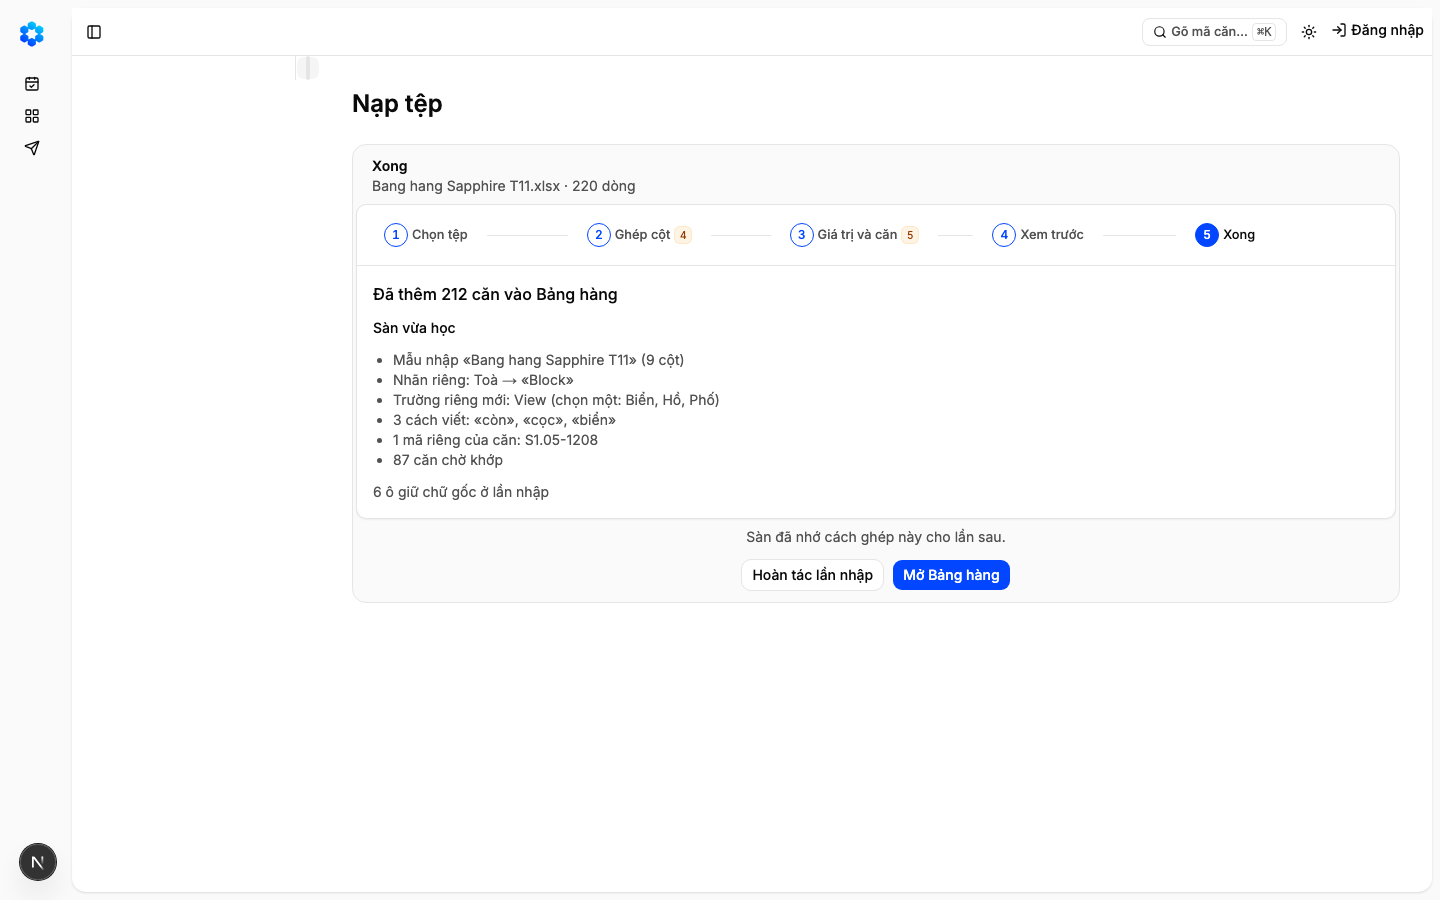 Gõ mã căn... ⌘K
Đăng nhập
Nạp tệp
Xong
Bang hang Sapphire T11.xlsx · 220 dòng
1 Chọn tệp
2 Ghép cột 4
3 Giá trị và căn 5
4 Xem trước
5 Xong
Đã thêm 212 căn vào Bảng hàng
Sàn vừa học
Mẫu nhập «Bang hang Sapphire T11» (9 cột)
Nhãn riêng: Toà → «Block»
Trường riêng mới: View (chọn một: Biển, Hồ, Phố)
3 cách viết: «còn», «cọc», «biển»
1 mã riêng của căn: S1.05-1208
87 căn chờ khớp
6 ô giữ chữ gốc ở lần nhập
Sàn đã nhớ cách ghép này cho lần sau.
Hoàn tác lần nhập
Mở Bảng hàng
N